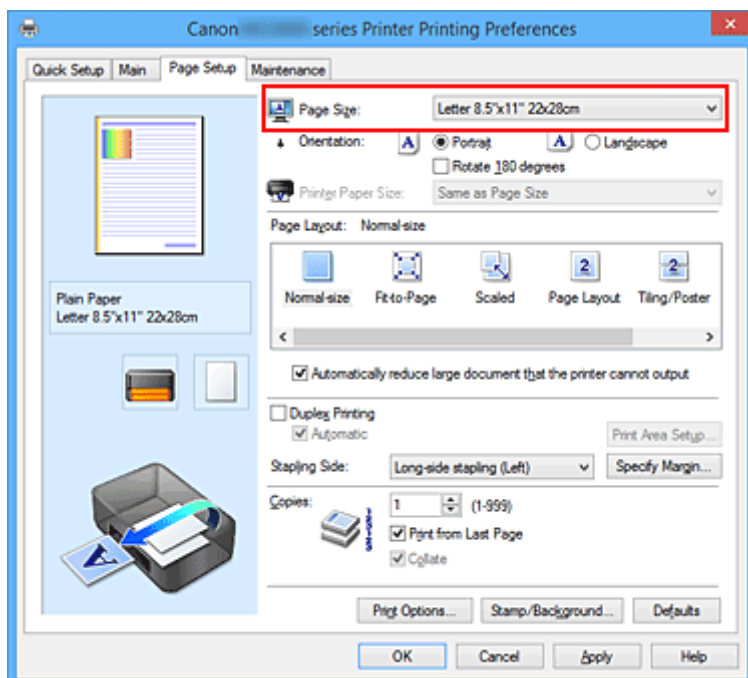 Canon series Printer Printing Preferences
Quick Setup Main Page Setup Maintenance
Page Size: Letter 8.5"x11" 22x28cm
Orientation: A Portrait A Landscape
Rotate 180 degrees
Printer Paper Size: Same as Page Size
Page Layout: Normal-size
2 2
Normal-size Fit-to-Page Scaled Page Layout Tiling/Poster
Plain Paper
Letter 8.5"x11" 22x28cm
Automatically reduce large document that the printer cannot output
Duplex Printing
Automatic
Print Area Setup...
Stapling Side: Long-side stapling (Left) Specify Margin...
Copies: 1 (1-999)
Print from Last Page
Collate
A
Print Options... Stamp/Background... Defaults
OK Cancel Apply Help